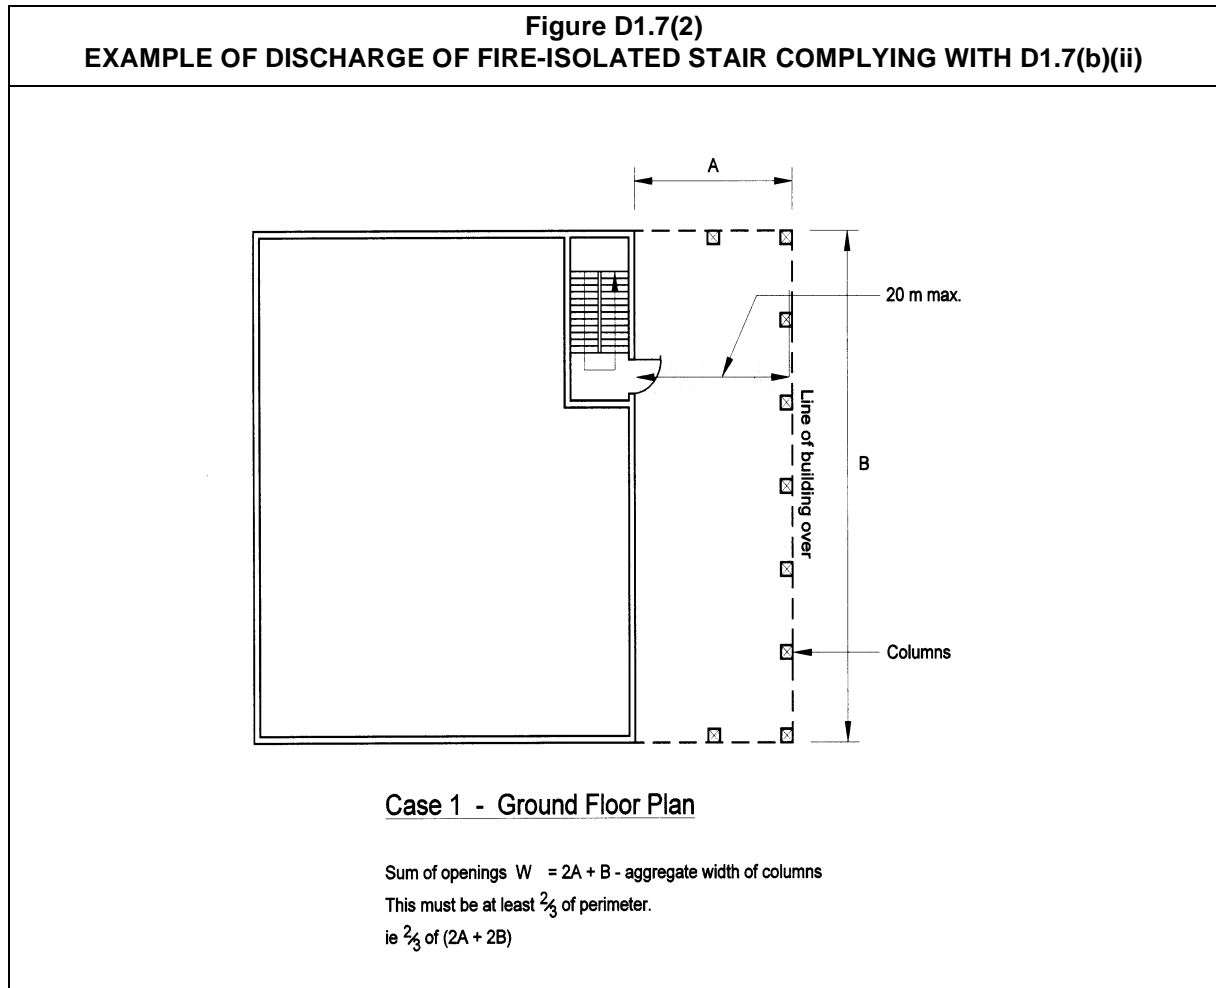 Figure D1.7(2)
EXAMPLE OF DISCHARGE OF FIRE-ISOLATED STAIR COMPLYING WITH D1.7(b)(ii)
A
20 m max.
Line of building over
B
Columns
Case 1 - Ground Floor Plan
Sum of openings W = 2A + B - aggregate width of columns
This must be at least ⅔ of perimeter.
ie ⅔ of (2A + 2B)